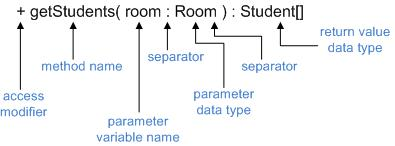 + getStudents( room : Room ) : Student[]
return value
data type
method name
separator
separator
access
modifier
parameter
data type
parameter
variable name